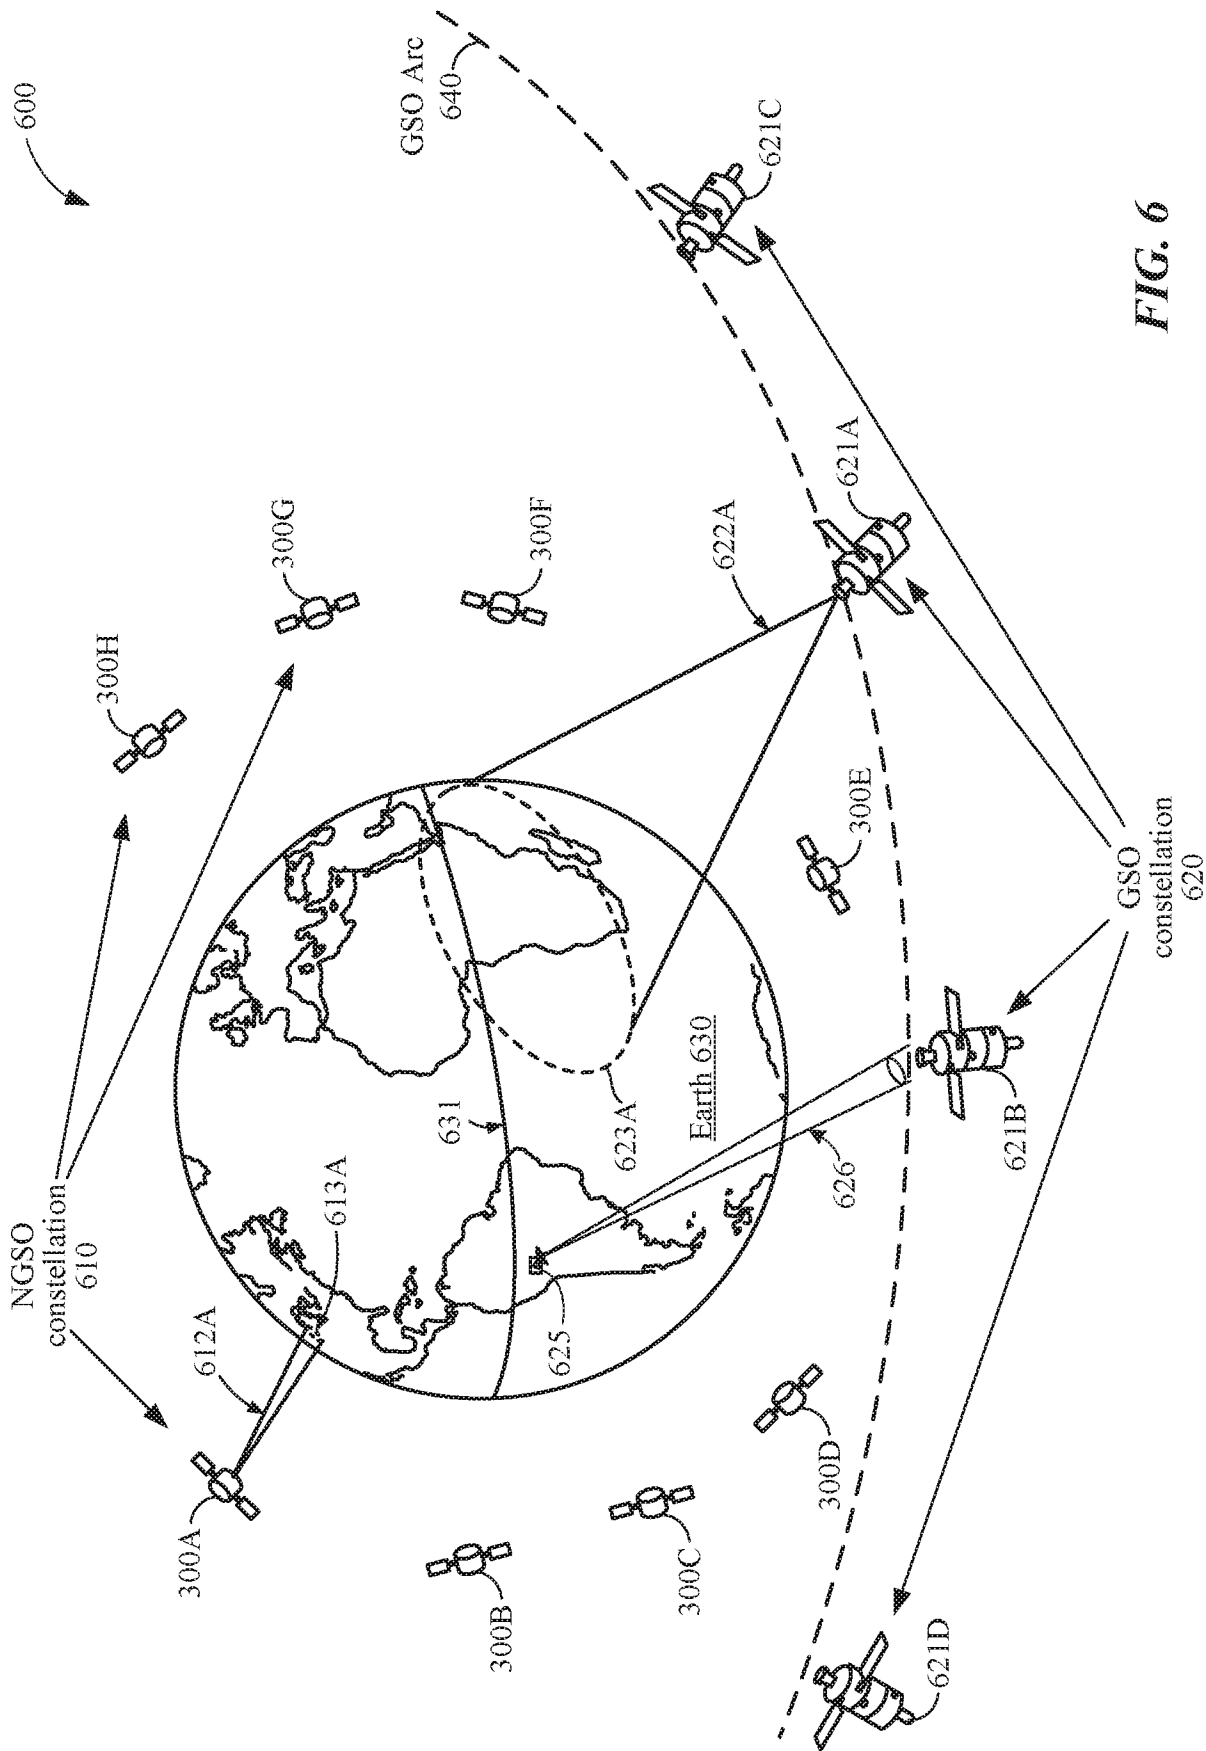 600
NGSO
constellation
610
300H
300G
300F
GSO Arc
640
612A
613A
300A
300B
300C
300D
300E
631
623A
625
Earth 630
626
622A
621A
621C
621B
621D
GSO
constellation
620
FIG. 6